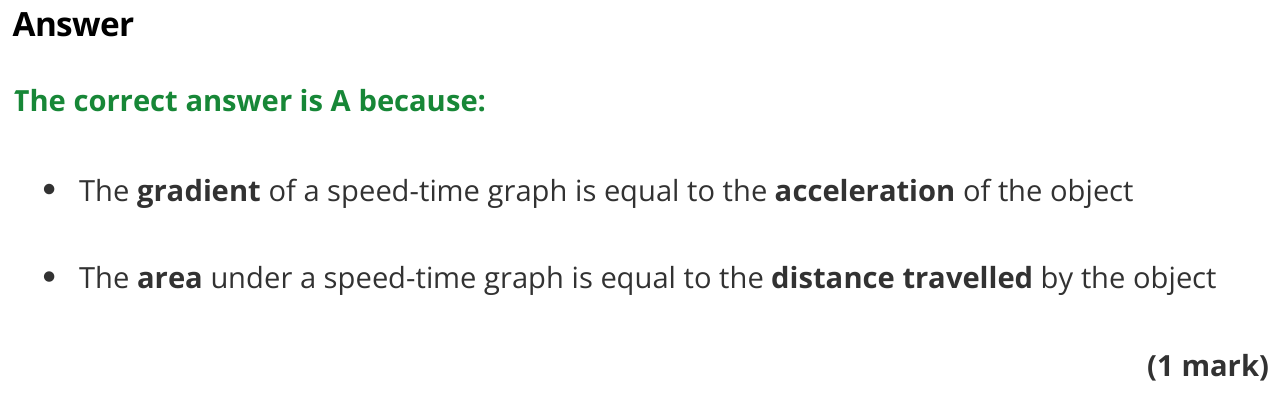 Answer
The correct answer is A because:
• The gradient of a speed-time graph is equal to the acceleration of the object
• The area under a speed-time graph is equal to the distance travelled by the object
(1 mark)